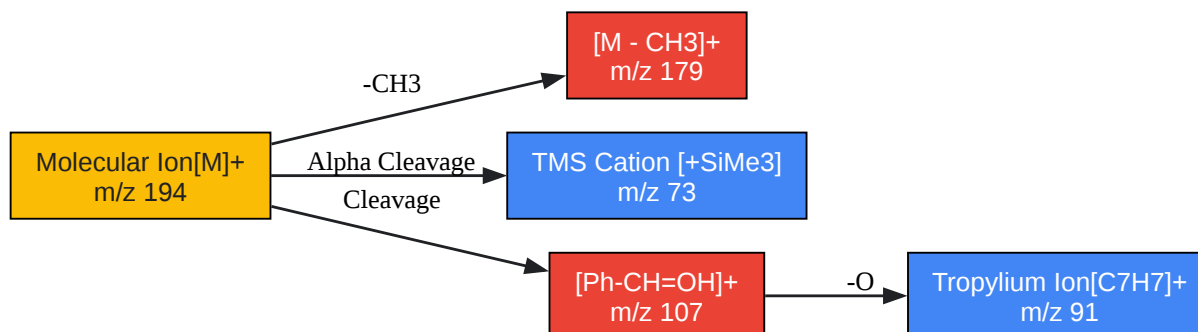 [M - CH3]+
m/z 179
-CH3
Molecular Ion[M]+
m/z 194
Alpha Cleavage
TMS Cation [+SiMe3]
m/z 73
Cleavage
[Ph-CH=OH]+
m/z 107
-O
Tropylium Ion[C7H7]+
m/z 91